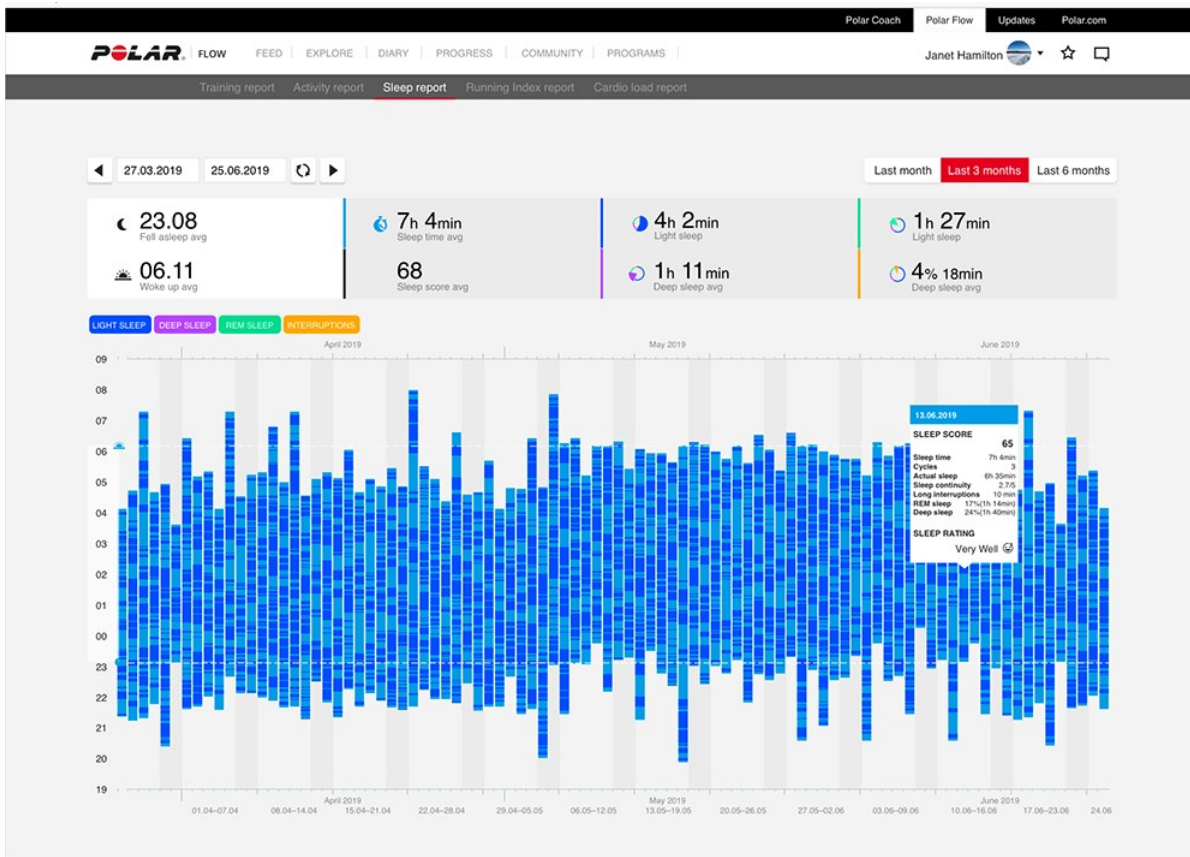 Polar Coach Polar Flow Updates Polar.com
POLAR. FLOW FEED EXPLORE DIARY PROGRESS COMMUNITY PROGRAMS Janet Hamilton
Training report Activity report Sleep report Running Index report Cardio load report
27.03.2019 25.06.2019 Last month Last 3 months Last 6 months
23.08 7h 4min 4h 2min 1h 27min
Fell asleep avg Sleep time avg Light sleep Light sleep
06.11 68 1h 11min 4% 18min
Woke up avg Sleep score avg Deep sleep avg Deep sleep avg
LIGHT SLEEP DEEP SLEEP REM SLEEP INTERRUPTIONS
April 2019 May 2019 June 2019
09
08
07
06
05
04
03
02
01
00
23
22
21
20
19
13.06.2019
SLEEP SCORE
65
Sleep time 7h 4min
Cycles 3
Actual sleep 6h 35min
Sleep continuity 2.7/5
Long interruptions 10 min
REM sleep 17%(1h 14min)
Deep sleep 24%(1h 40min)
SLEEP RATING
Very Well
April 2019 May 2019 June 2019
01.04–07.04 08.04–14.04 15.04–21.04 22.04–28.04 29.04–05.05 06.05–12.05 13.05–19.05 20.05–26.05 27.05–02.06 03.06–09.06 10.06–16.06 17.06–23.06 24.06